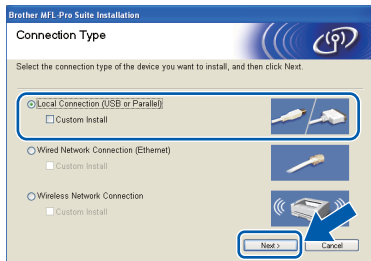 Brother MFL-Pro Suite Installation
Connection Type
Select the connection type of the device you want to install, and then click Next.
Local Connection (USB or Parallel)
Custom Install
Wired Network Connection (Ethernet)
Custom Install
Wireless Network Connection
Custom Install
Next >
Cancel